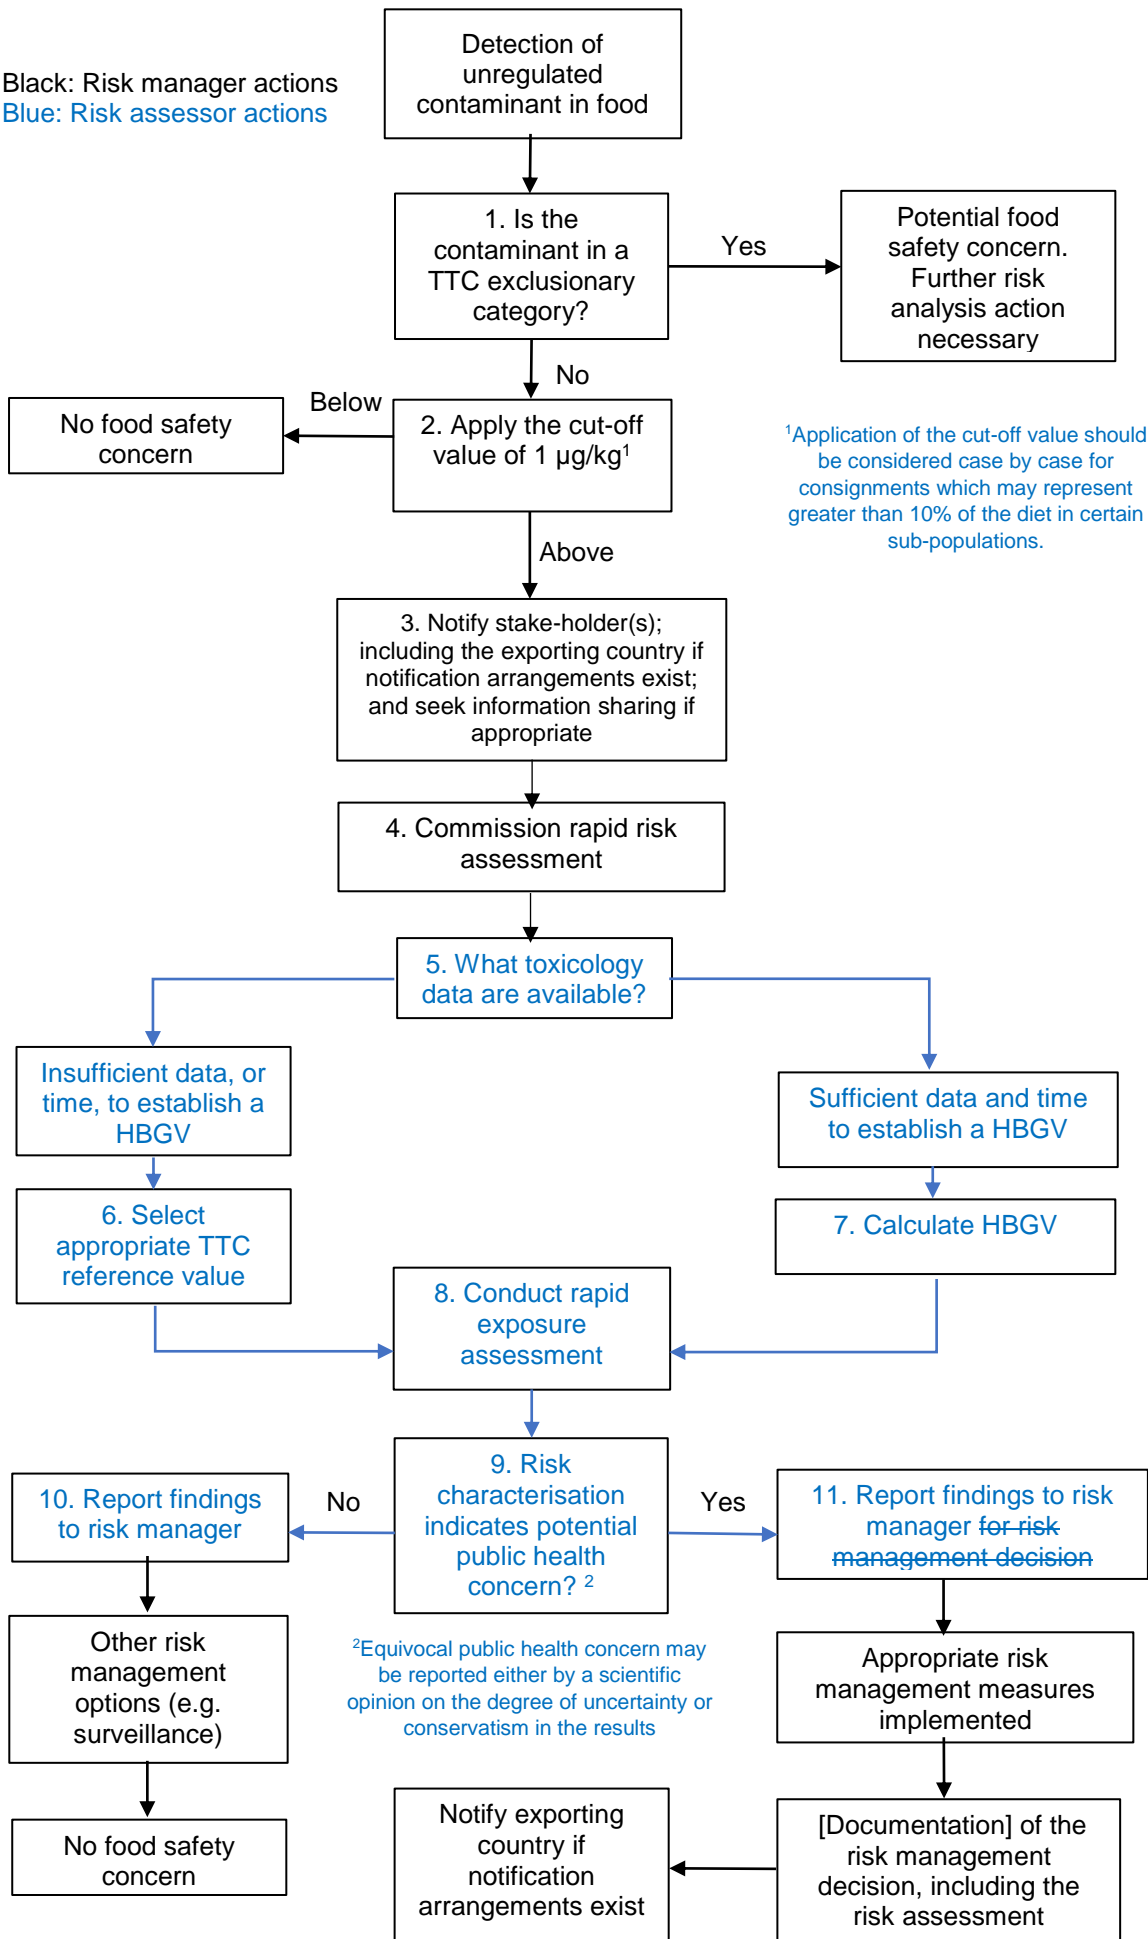 Detection of
unregulated
contaminant in food
Black: Risk manager actions
Blue: Risk assessor actions
1. Is the
contaminant in a
TTC exclusionary
category?
Yes
Potential food
safety concern.
Further risk
analysis action
necessary
No
Below
No food safety
concern
2. Apply the cut-off
value of 1 µg/kg¹
¹Application of the cut-off value should
be considered case by case for
consignments which may represent
greater than 10% of the diet in certain
sub-populations.
Above
3. Notify stake-holder(s);
including the exporting country if
notification arrangements exist;
and seek information sharing if
appropriate
4. Commission rapid risk
assessment
5. What toxicology
data are available?
Insufficient data, or
time, to establish a
HBGV
Sufficient data and time
to establish a HBGV
6. Select
appropriate TTC
reference value
7. Calculate HBGV
8. Conduct rapid
exposure
assessment
9. Risk
characterisation
indicates potential
public health
concern? ²
No
10. Report findings
to risk manager
Yes
11. Report findings to risk
manager for risk
management decision
Other risk
management
options (e.g.
surveillance)
²Equivocal public health concern may
be reported either by a scientific
opinion on the degree of uncertainty or
conservatism in the results
Appropriate risk
management measures
implemented
No food safety
concern
Notify exporting
country if
notification
arrangements exist
[Documentation] of the
risk management
decision, including the
risk assessment